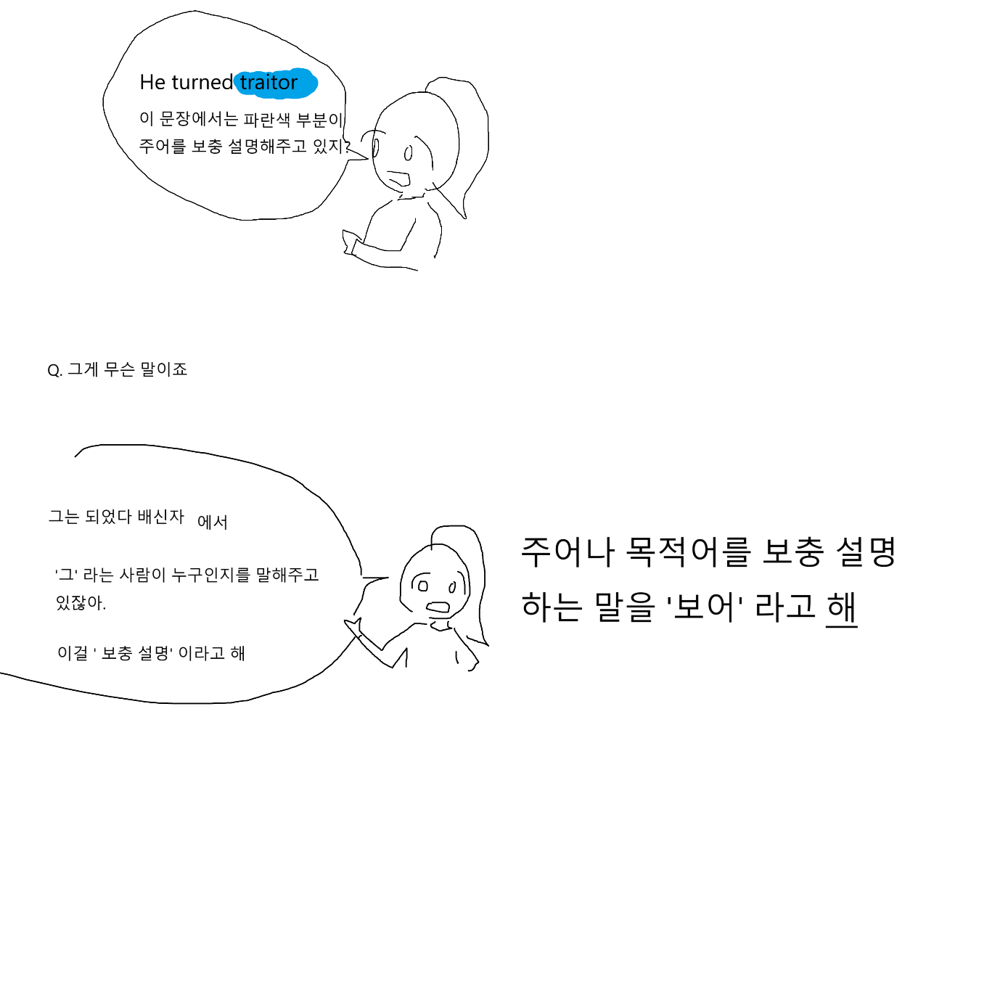 He turned traitor
이 문장에서는 파란색 부분이
주어를 보충 설명해주고 있지?
Q. 그게 무슨 말이죠
그는 되었다 배신자 에서
'그' 라는 사람이 누구인지를 말해주고
있잖아.
이걸 ' 보충 설명' 이라고 해
주어나 목적어를 보충 설명
하는 말을 '보어' 라고 해